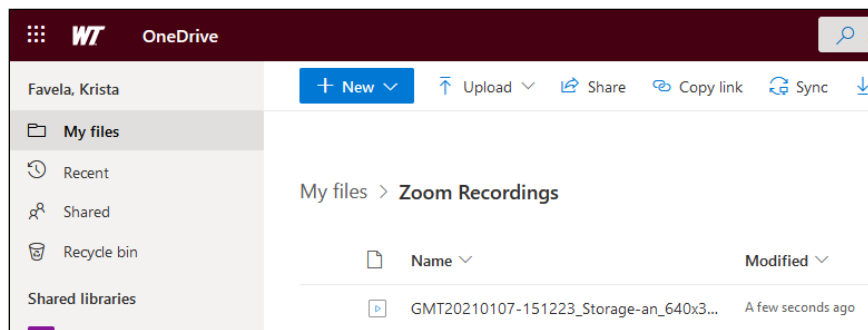 WT OneDrive
Favela, Krista
New Upload Share Copy link Sync
My files
Recent
Shared
Recycle bin
Shared libraries
My files > Zoom Recordings
Name Modified
GMT20210107-151223_Storage-an_640x3... A few seconds ago